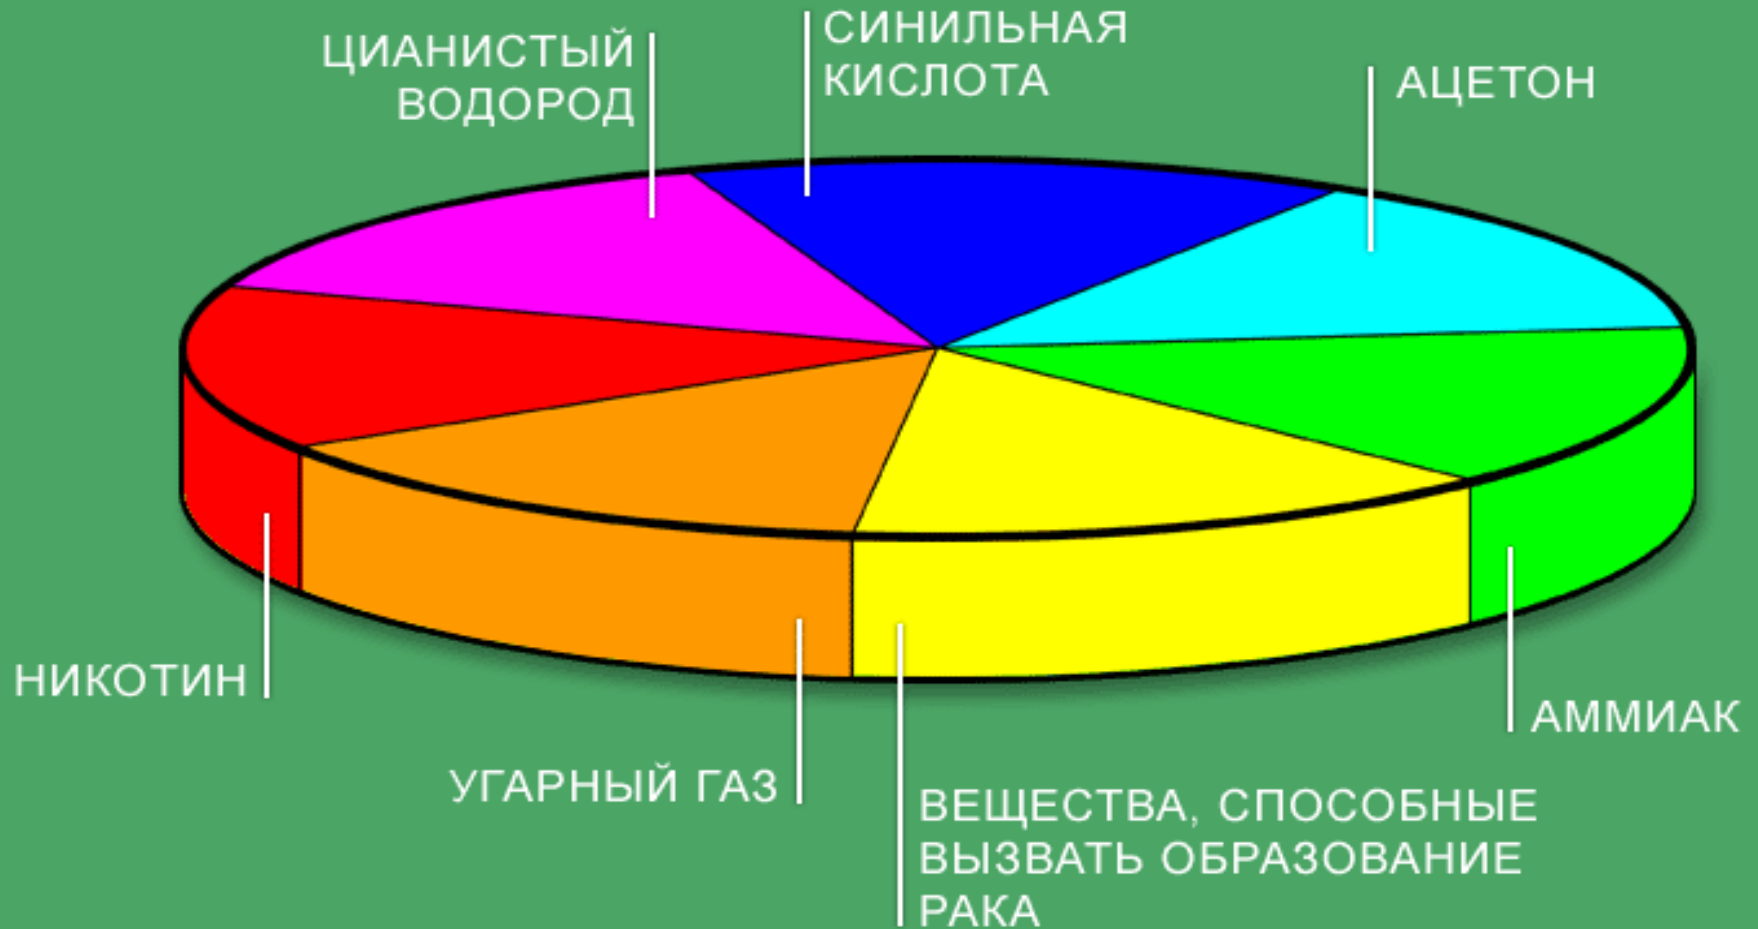 ЦИАНИСТЫЙ
ВОДОРОД
СИНИЛЬНАЯ
КИСЛОТА
АЦЕТОН
НИКОТИН
УГАРНЫЙ ГАЗ
ВЕЩЕСТВА, СПОСОБНЫЕ
ВЫЗВАТЬ ОБРАЗОВАНИЕ
РАКА
АММИАК